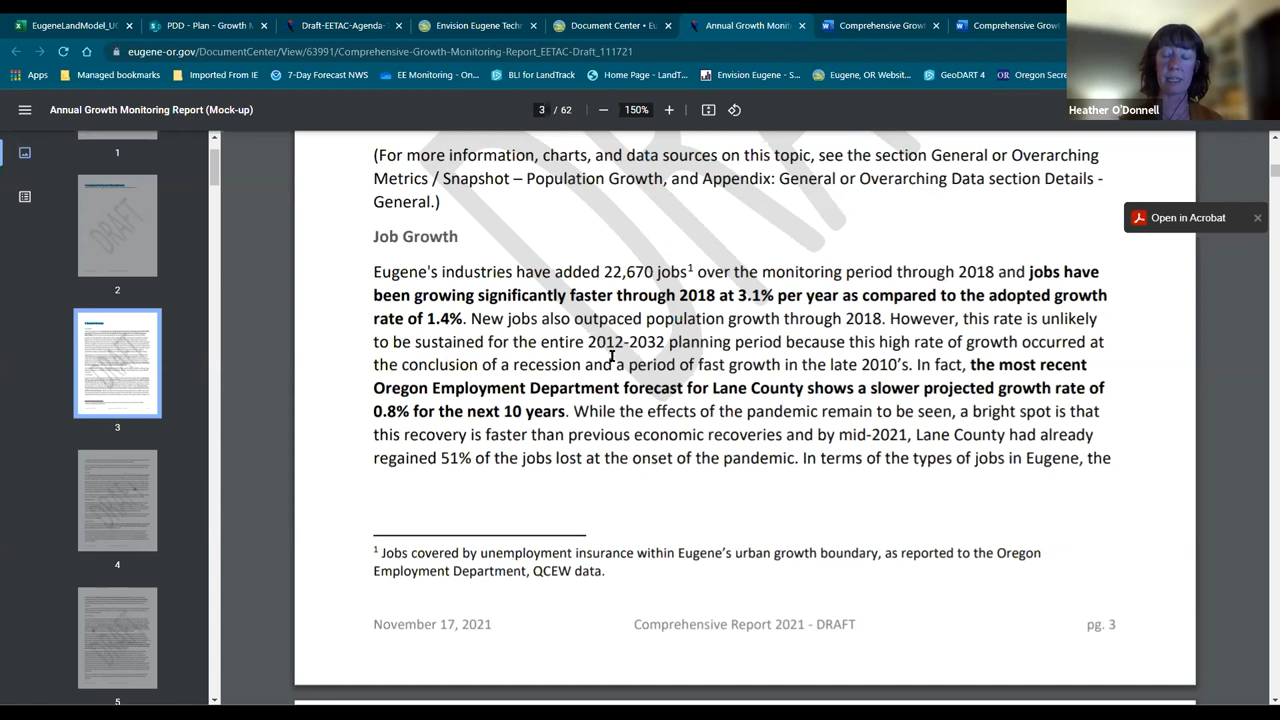 EugeneLandModel_UG
PDD - Plan - Growth M
Draft-EETAC-Agenda-
Envision Eugene Techn
Document Center • Eu
Annual Growth Monito
Comprehensive Growt
Comprehensive Grow
eugene-or.gov/DocumentCenter/View/63991/Comprehensive-Growth-Monitoring-Report_EETAC-Draft_111721
Apps
Managed bookmarks
Imported From IE
7-Day Forecast NWS
EE Monitoring - On...
BLI for LandTrack
Home Page - LandT...
Envision Eugene - S...
Eugene, OR Websit...
GeoDART 4
Oregon Secre
Heather O'Donnell
Annual Growth Monitoring Report (Mock-up)
3 / 62
150%
Open in Acrobat
1
2
3
4
5
DRAFT
(For more information, charts, and data sources on this topic, see the section General or Overarching
Metrics / Snapshot – Population Growth, and Appendix: General or Overarching Data section Details -
General.)
Job Growth
Eugene's industries have added 22,670 jobs¹ over the monitoring period through 2018 and jobs have
been growing significantly faster through 2018 at 3.1% per year as compared to the adopted growth
rate of 1.4%. New jobs also outpaced population growth through 2018. However, this rate is unlikely
to be sustained for the entire 2012-2032 planning period because this high rate of growth occurred at
the conclusion of a recession and a period of fast growth in the late 2010’s. In fact, the most recent
Oregon Employment Department forecast for Lane County shows a slower projected growth rate of
0.8% for the next 10 years. While the effects of the pandemic remain to be seen, a bright spot is that
this recovery is faster than previous economic recoveries and by mid-2021, Lane County had already
regained 51% of the jobs lost at the onset of the pandemic. In terms of the types of jobs in Eugene, the
¹ Jobs covered by unemployment insurance within Eugene’s urban growth boundary, as reported to the Oregon
Employment Department, QCEW data.
November 17, 2021
Comprehensive Report 2021 - DRAFT
pg. 3